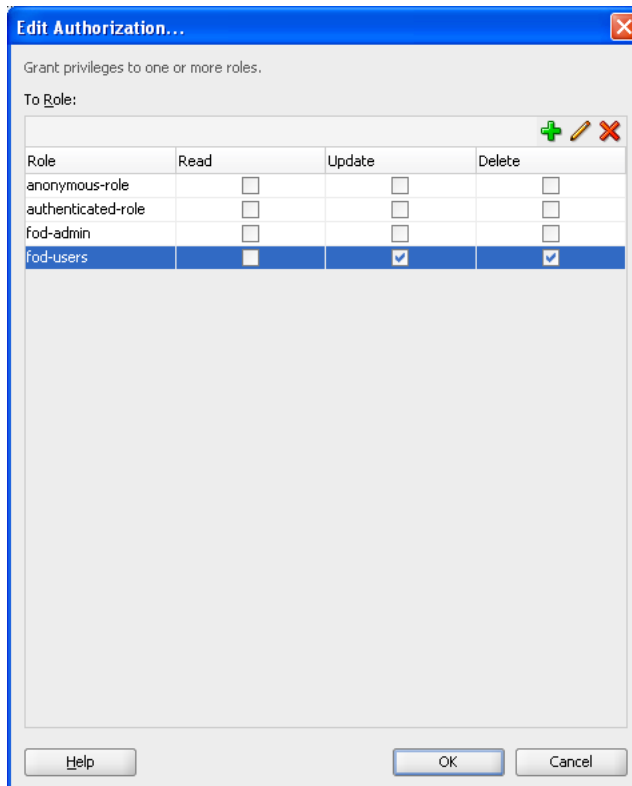 Edit Authorization...
Grant privileges to one or more roles.
To Role:
Role Read Update Delete
anonymous-role
authenticated-role
fod-admin
fod-users
Help OK Cancel